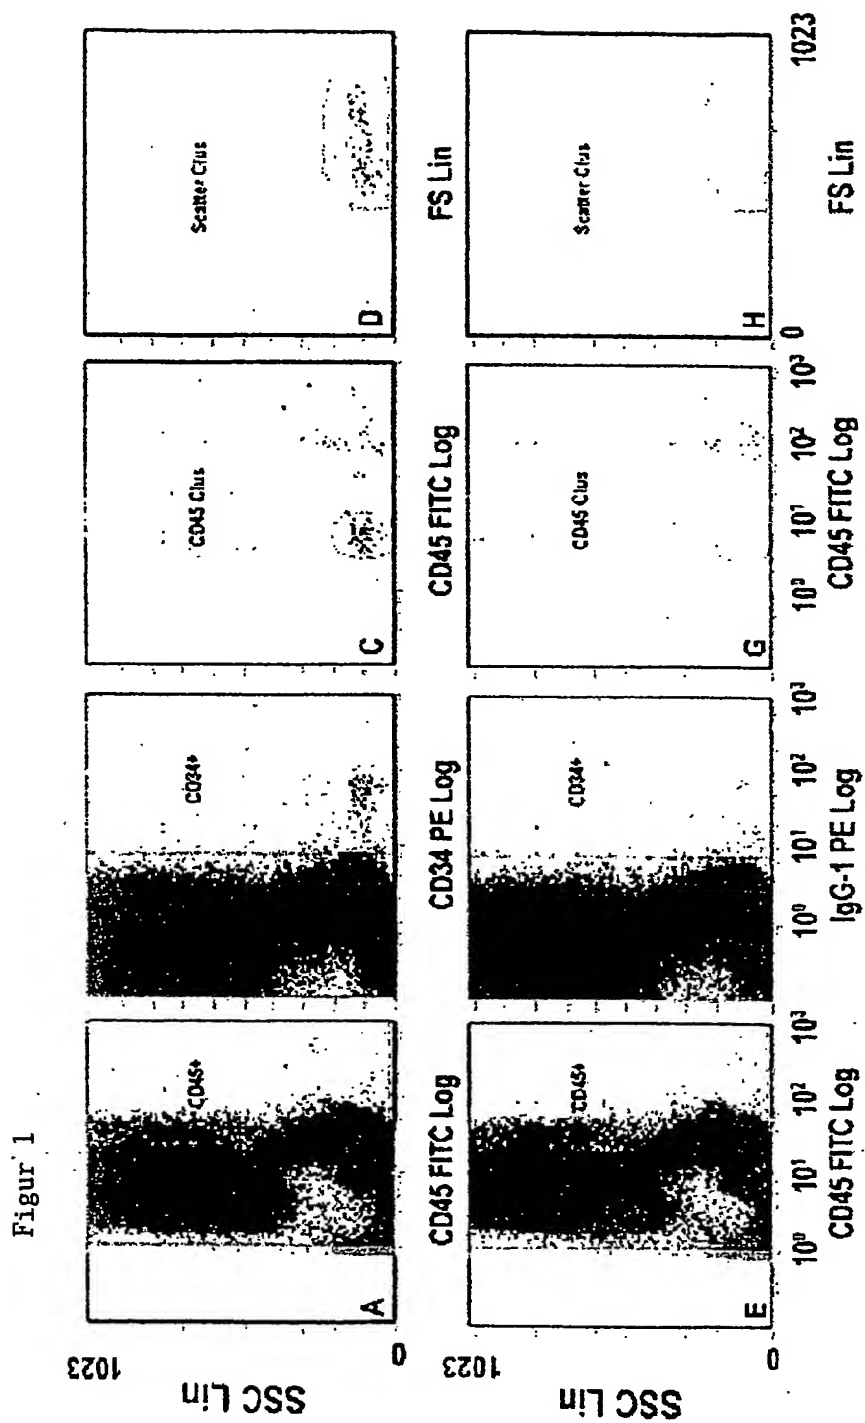 Figur 1
SSC Lin
1023
0
CD45+
A
CD45 FITC Log
CD34+
CD34 PE Log
CD45 Clus
C
CD45 FITC Log
Scatter Clus
D
FS Lin
SSC Lin
1023
0
CD45+
E
10⁰ 10¹ 10² 10³
CD45 FITC Log
CD34+
10⁰ 10¹ 10² 10³
IgG-1 PE Log
CD45 Clus
G
10⁰ 10¹ 10² 10³
CD45 FITC Log
Scatter Clus
H
0 1023
FS Lin